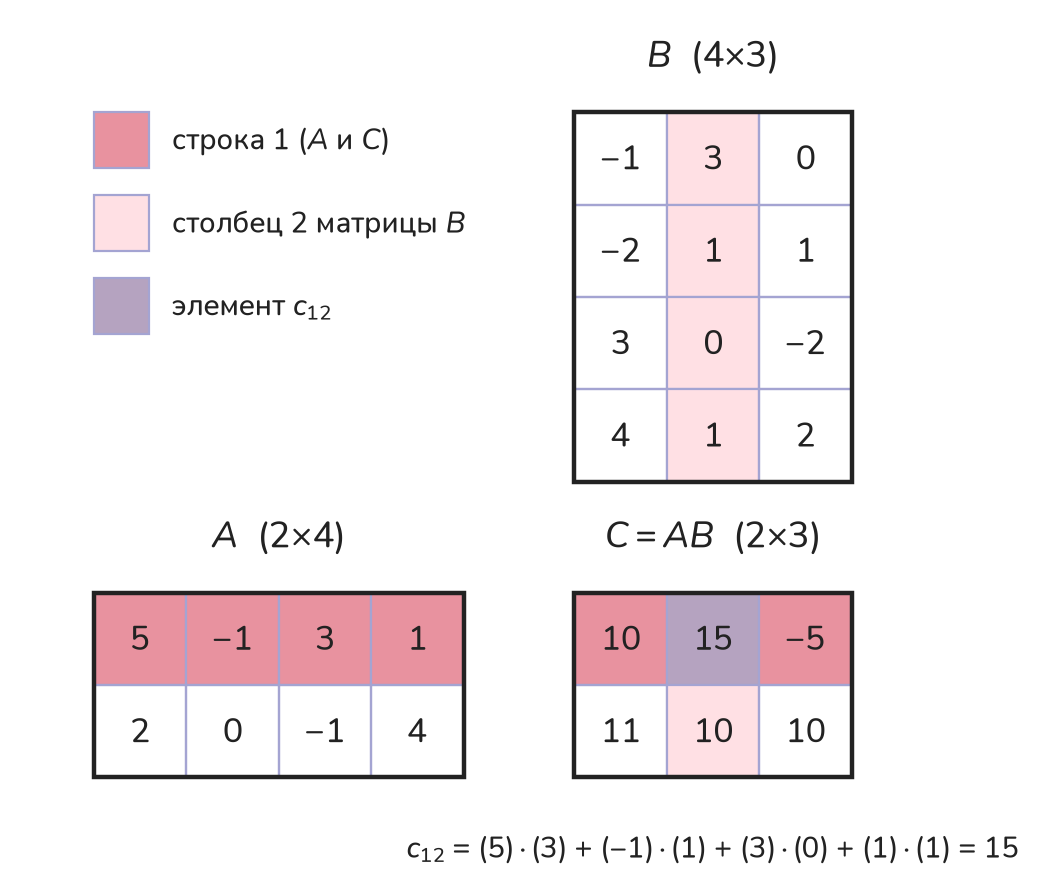 B (4×3)
строка 1 (A и C)
столбец 2 матрицы B
элемент c₁₂
−1 3 0
−2 1 1
3 0 −2
4 1 2
A (2×4)
C = AB (2×3)
5 −1 3 1
2 0 −1 4
10 15 −5
11 10 10
c₁₂ = (5) · (3) + (−1) · (1) + (3) · (0) + (1) · (1) = 15